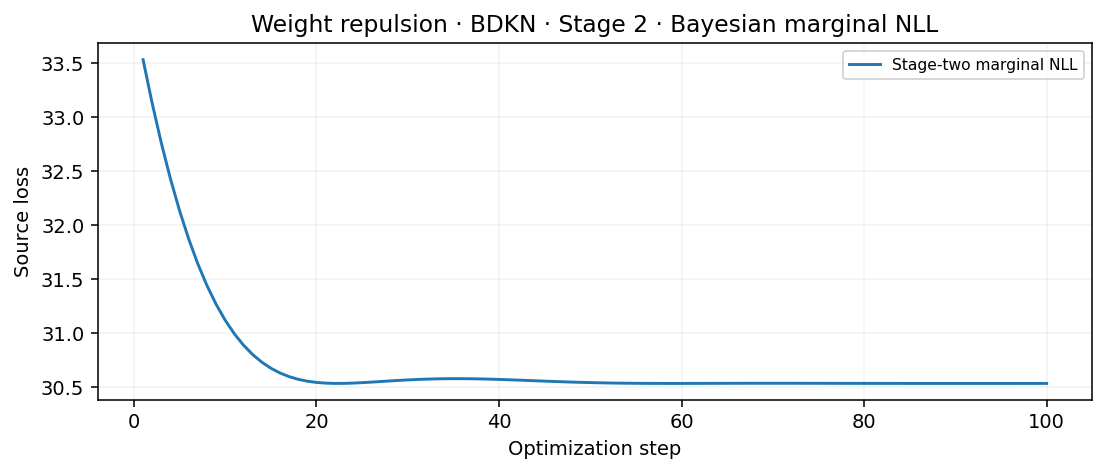 Weight repulsion · BDKN · Stage 2 · Bayesian marginal NLL
Stage-two marginal NLL
33.5
33.0
32.5
32.0
31.5
31.0
30.5
Source loss
0 20 40 60 80 100
Optimization step